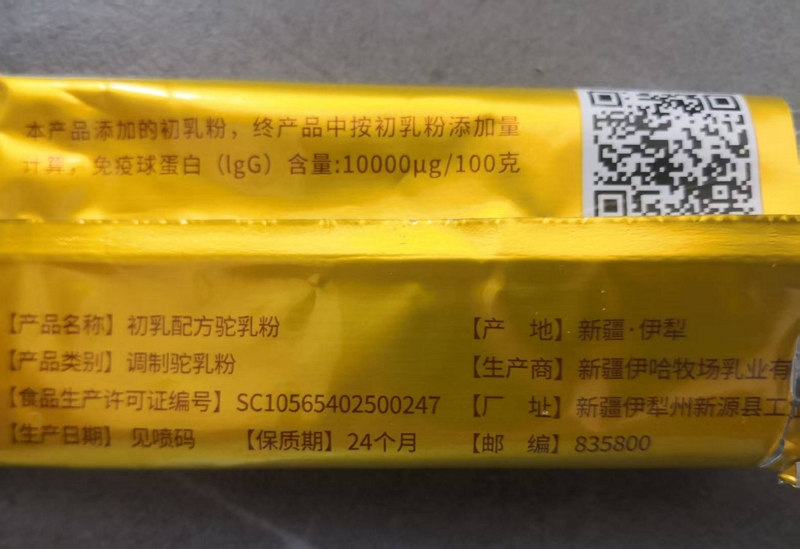 本产品添加的初乳粉，终产品中按初乳粉添加量
计算，免疫球蛋白（lgG）含量:10000μg/100克
【产品名称】初乳配方驼乳粉
【产品类别】调制驼乳粉
【食品生产许可证编号】SC10565402500247
【生产日期】见喷码 【保质期】24个月
【产 地】新疆·伊犁
【生产商】新疆伊哈牧场乳业有
【厂 址】新疆伊犁州新源县工
【邮 编】835800